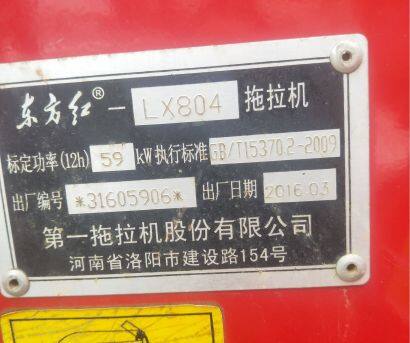 东方红®-LX804 拖拉机
标定功率(12h) 59 kW 执行标准 GB/T15370.2-2009
出厂编号 *31605906* 出厂日期 2016.03
第一拖拉机股份有限公司
河南省洛阳市建设路154号